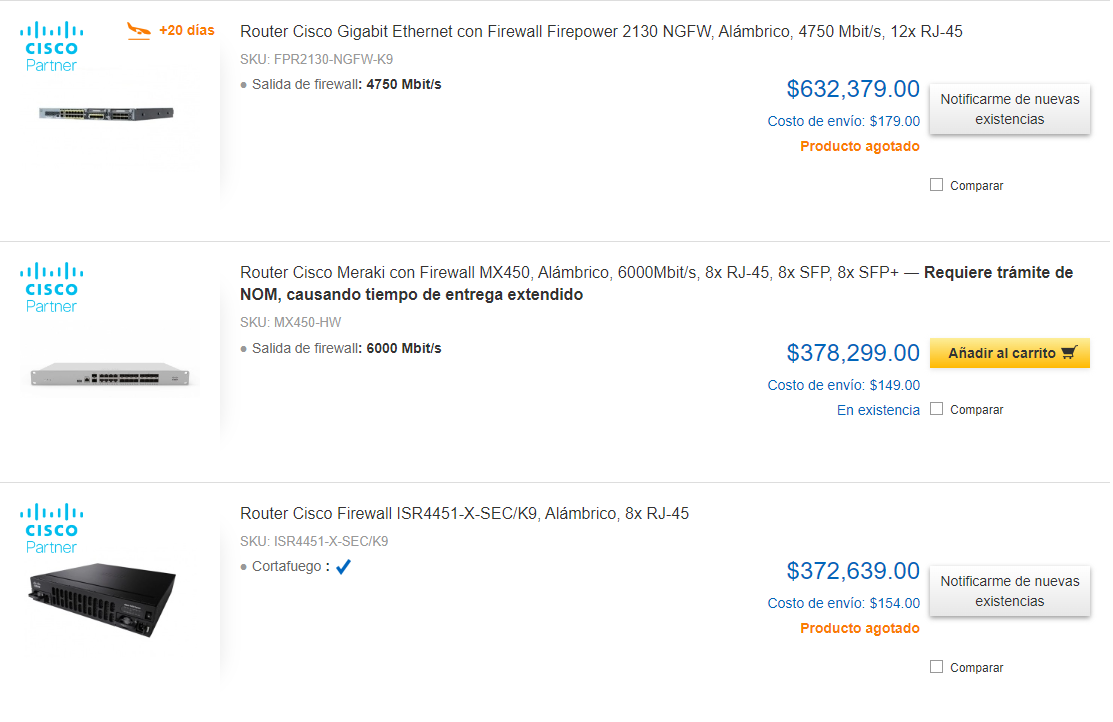 CISCO
Partner
+20 días
Router Cisco Gigabit Ethernet con Firewall Firepower 2130 NGFW, Alámbrico, 4750 Mbit/s, 12x RJ-45
SKU: FPR2130-NGFW-K9
● Salida de firewall: 4750 Mbit/s
$632,379.00
Costo de envío: $179.00
Producto agotado
Notificarme de nuevas
existencias
Comparar
CISCO
Partner
Router Cisco Meraki con Firewall MX450, Alámbrico, 6000Mbit/s, 8x RJ-45, 8x SFP, 8x SFP+ — Requiere trámite de
NOM, causando tiempo de entrega extendido
SKU: MX450-HW
● Salida de firewall: 6000 Mbit/s
$378,299.00
Costo de envío: $149.00
En existencia
Añadir al carrito
Comparar
CISCO
Partner
Router Cisco Firewall ISR4451-X-SEC/K9, Alámbrico, 8x RJ-45
SKU: ISR4451-X-SEC/K9
● Cortafuego : ✔
$372,639.00
Costo de envío: $154.00
Producto agotado
Notificarme de nuevas
existencias
Comparar